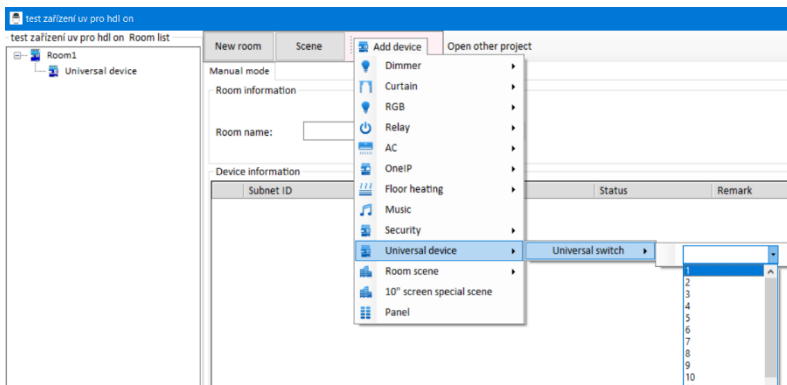 test zařízení uv pro hdl on
test zařízení uv pro hdl on Room list
Room1
Universal device
New room Scene Add device Open other project
Manual mode
Room information
Room name:
Device information
Subnet ID Status Remark
Dimmer
Curtain
RGB
Relay
AC
OneIP
Floor heating
Music
Security
Universal device
Room scene
10" screen special scene
Panel
Universal switch
1
2
3
4
5
6
7
8
9
10